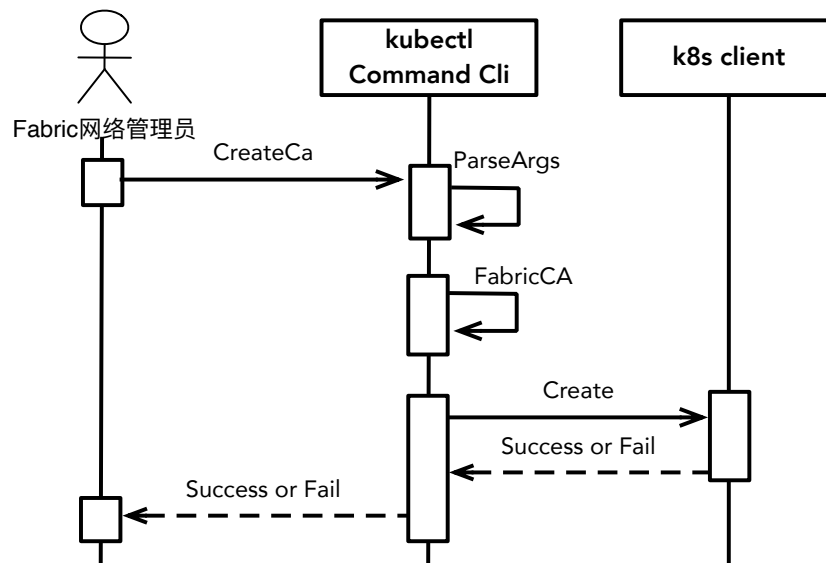 kubectl
Command Cli
k8s client
Fabric网络管理员
CreateCa
ParseArgs
FabricCA
Create
Success or Fail
Success or Fail